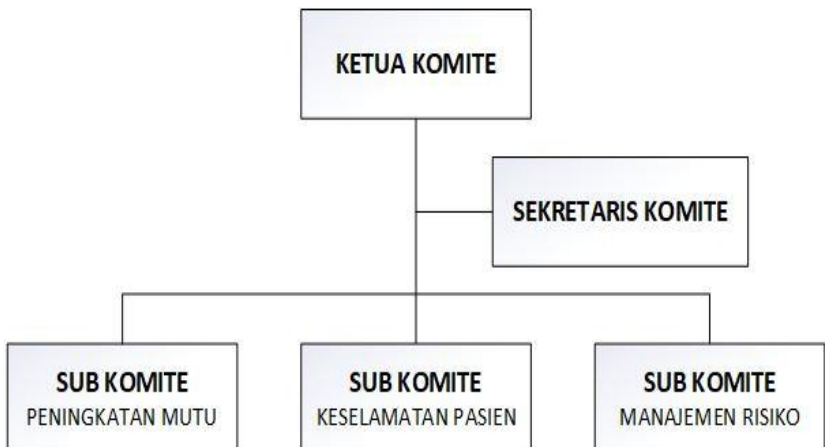 KETUA KOMITE
SEKRETARIS KOMITE
SUB KOMITE
PENINGKATAN MUTU
SUB KOMITE
KESELAMATAN PASIEN
SUB KOMITE
MANAJEMEN RISIKO